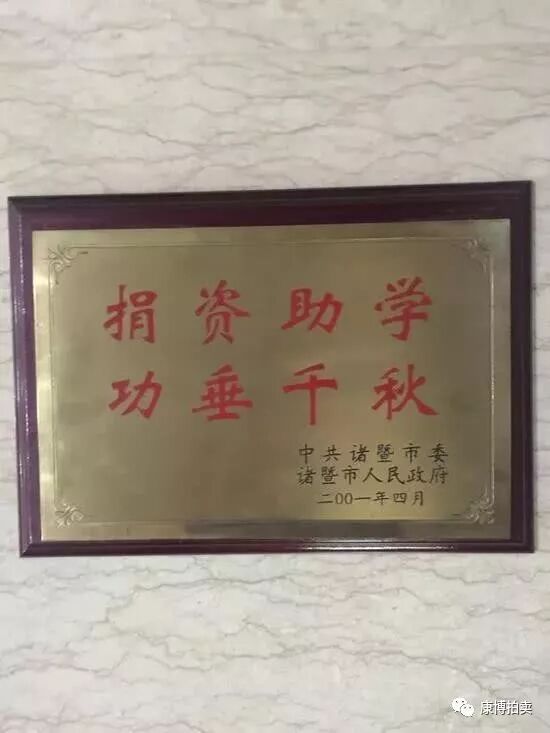 捐资助学
功垂千秋
中共诸暨市委
诸暨市人民政府
二00一年四月
康博拍卖